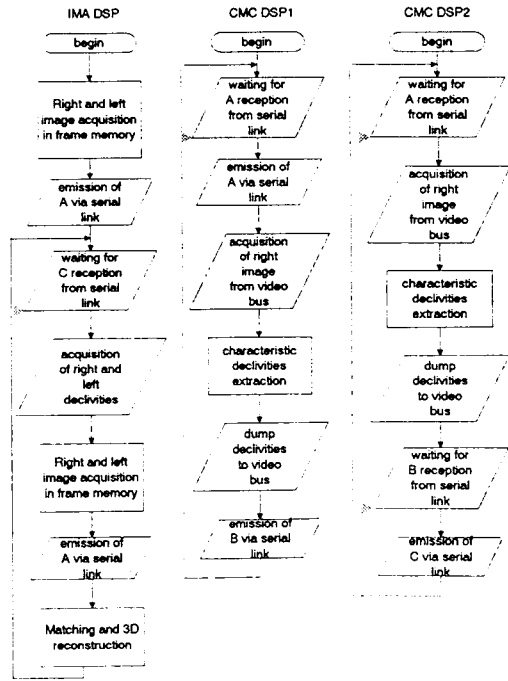 IMA DSP
begin
Right and left
image acquisition
in frame memory
emission of
A via serial
link
waiting for
C reception
from serial
link
acquisition
of right and
left
declivities
Right and left
image acquisition
in frame memory
emission of
A via serial
link
Matching and 3D
reconstruction
CMC DSP1
begin
waiting for
A reception
from serial
link
emission of
A via serial
link
acquisition
of right
image
from video
bus
characteristic
declivities
extraction
dump
declivities
to video
bus
emission of
B via serial
link
CMC DSP2
begin
waiting for
A reception
from serial
link
acquisition
of right
image
from video
bus
characteristic
declivities
extraction
dump
declivities
to video
bus
waiting for
B reception
from serial
link
emission of
C via serial
link